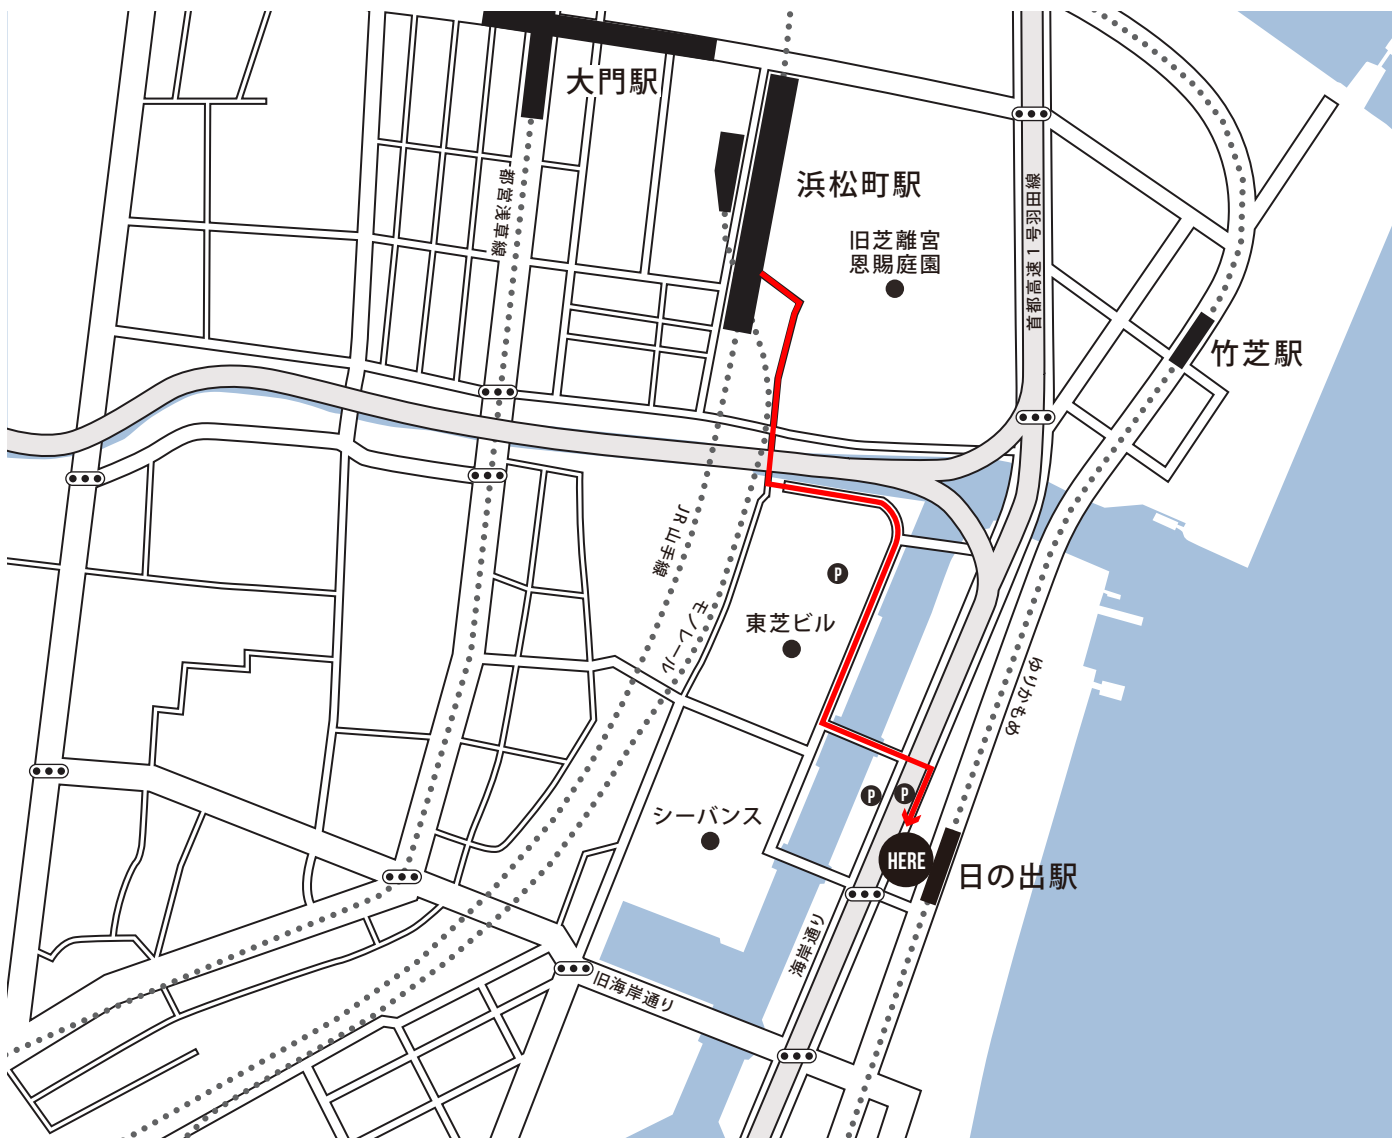 大門駅
浜松町駅
都営浅草線
首都高速1号羽田線
旧芝離宮
恩賜庭園
竹芝駅
JR山手線
P
モノレール
東芝ビル
ゆりかもめ
P
P
シーバンス
HERE
日の出駅
海岸通り
旧海岸通り